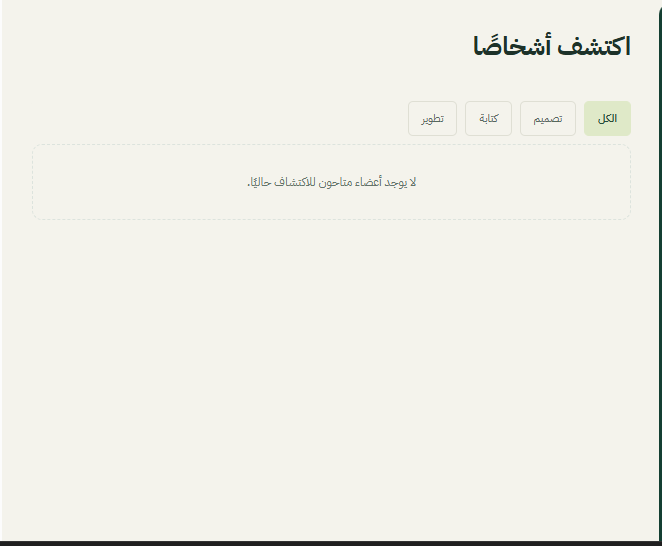 اكتشف أشخاصًا
الكل تصميم كتابة تطوير
لا يوجد أعضاء متاحون للاكتشاف حاليًا.